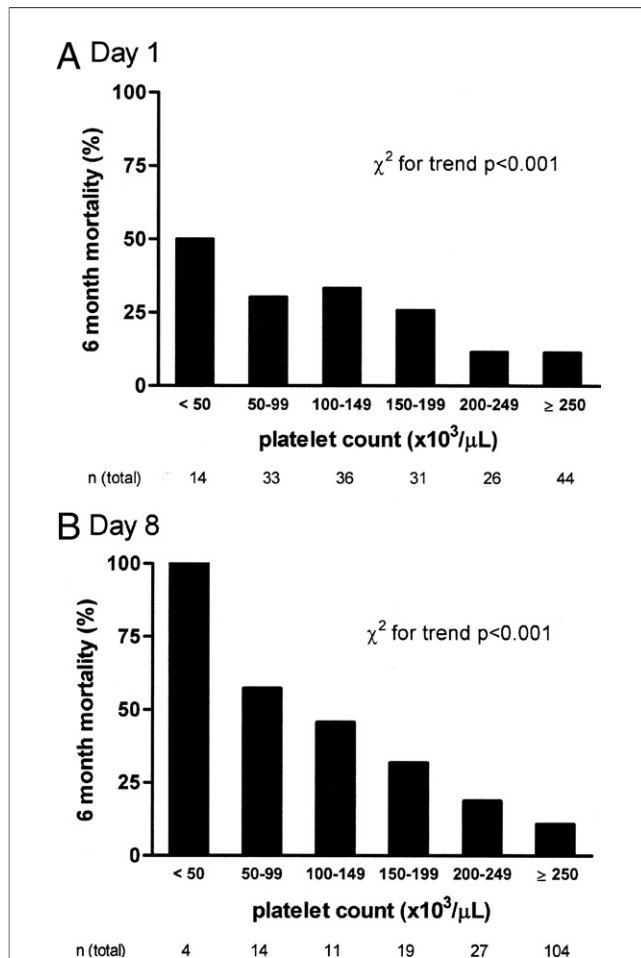 A Day 1
100
75
50
25
0
6 month mortality (%)
χ² for trend p<0.001
< 50 50-99 100-149 150-199 200-249 ≥ 250
platelet count (x10³/μL)
n (total) 14 33 36 31 26 44
B Day 8
100
75
50
25
0
6 month mortality (%)
χ² for trend p<0.001
< 50 50-99 100-149 150-199 200-249 ≥ 250
platelet count (x10³/μL)
n (total) 4 14 11 19 27 104